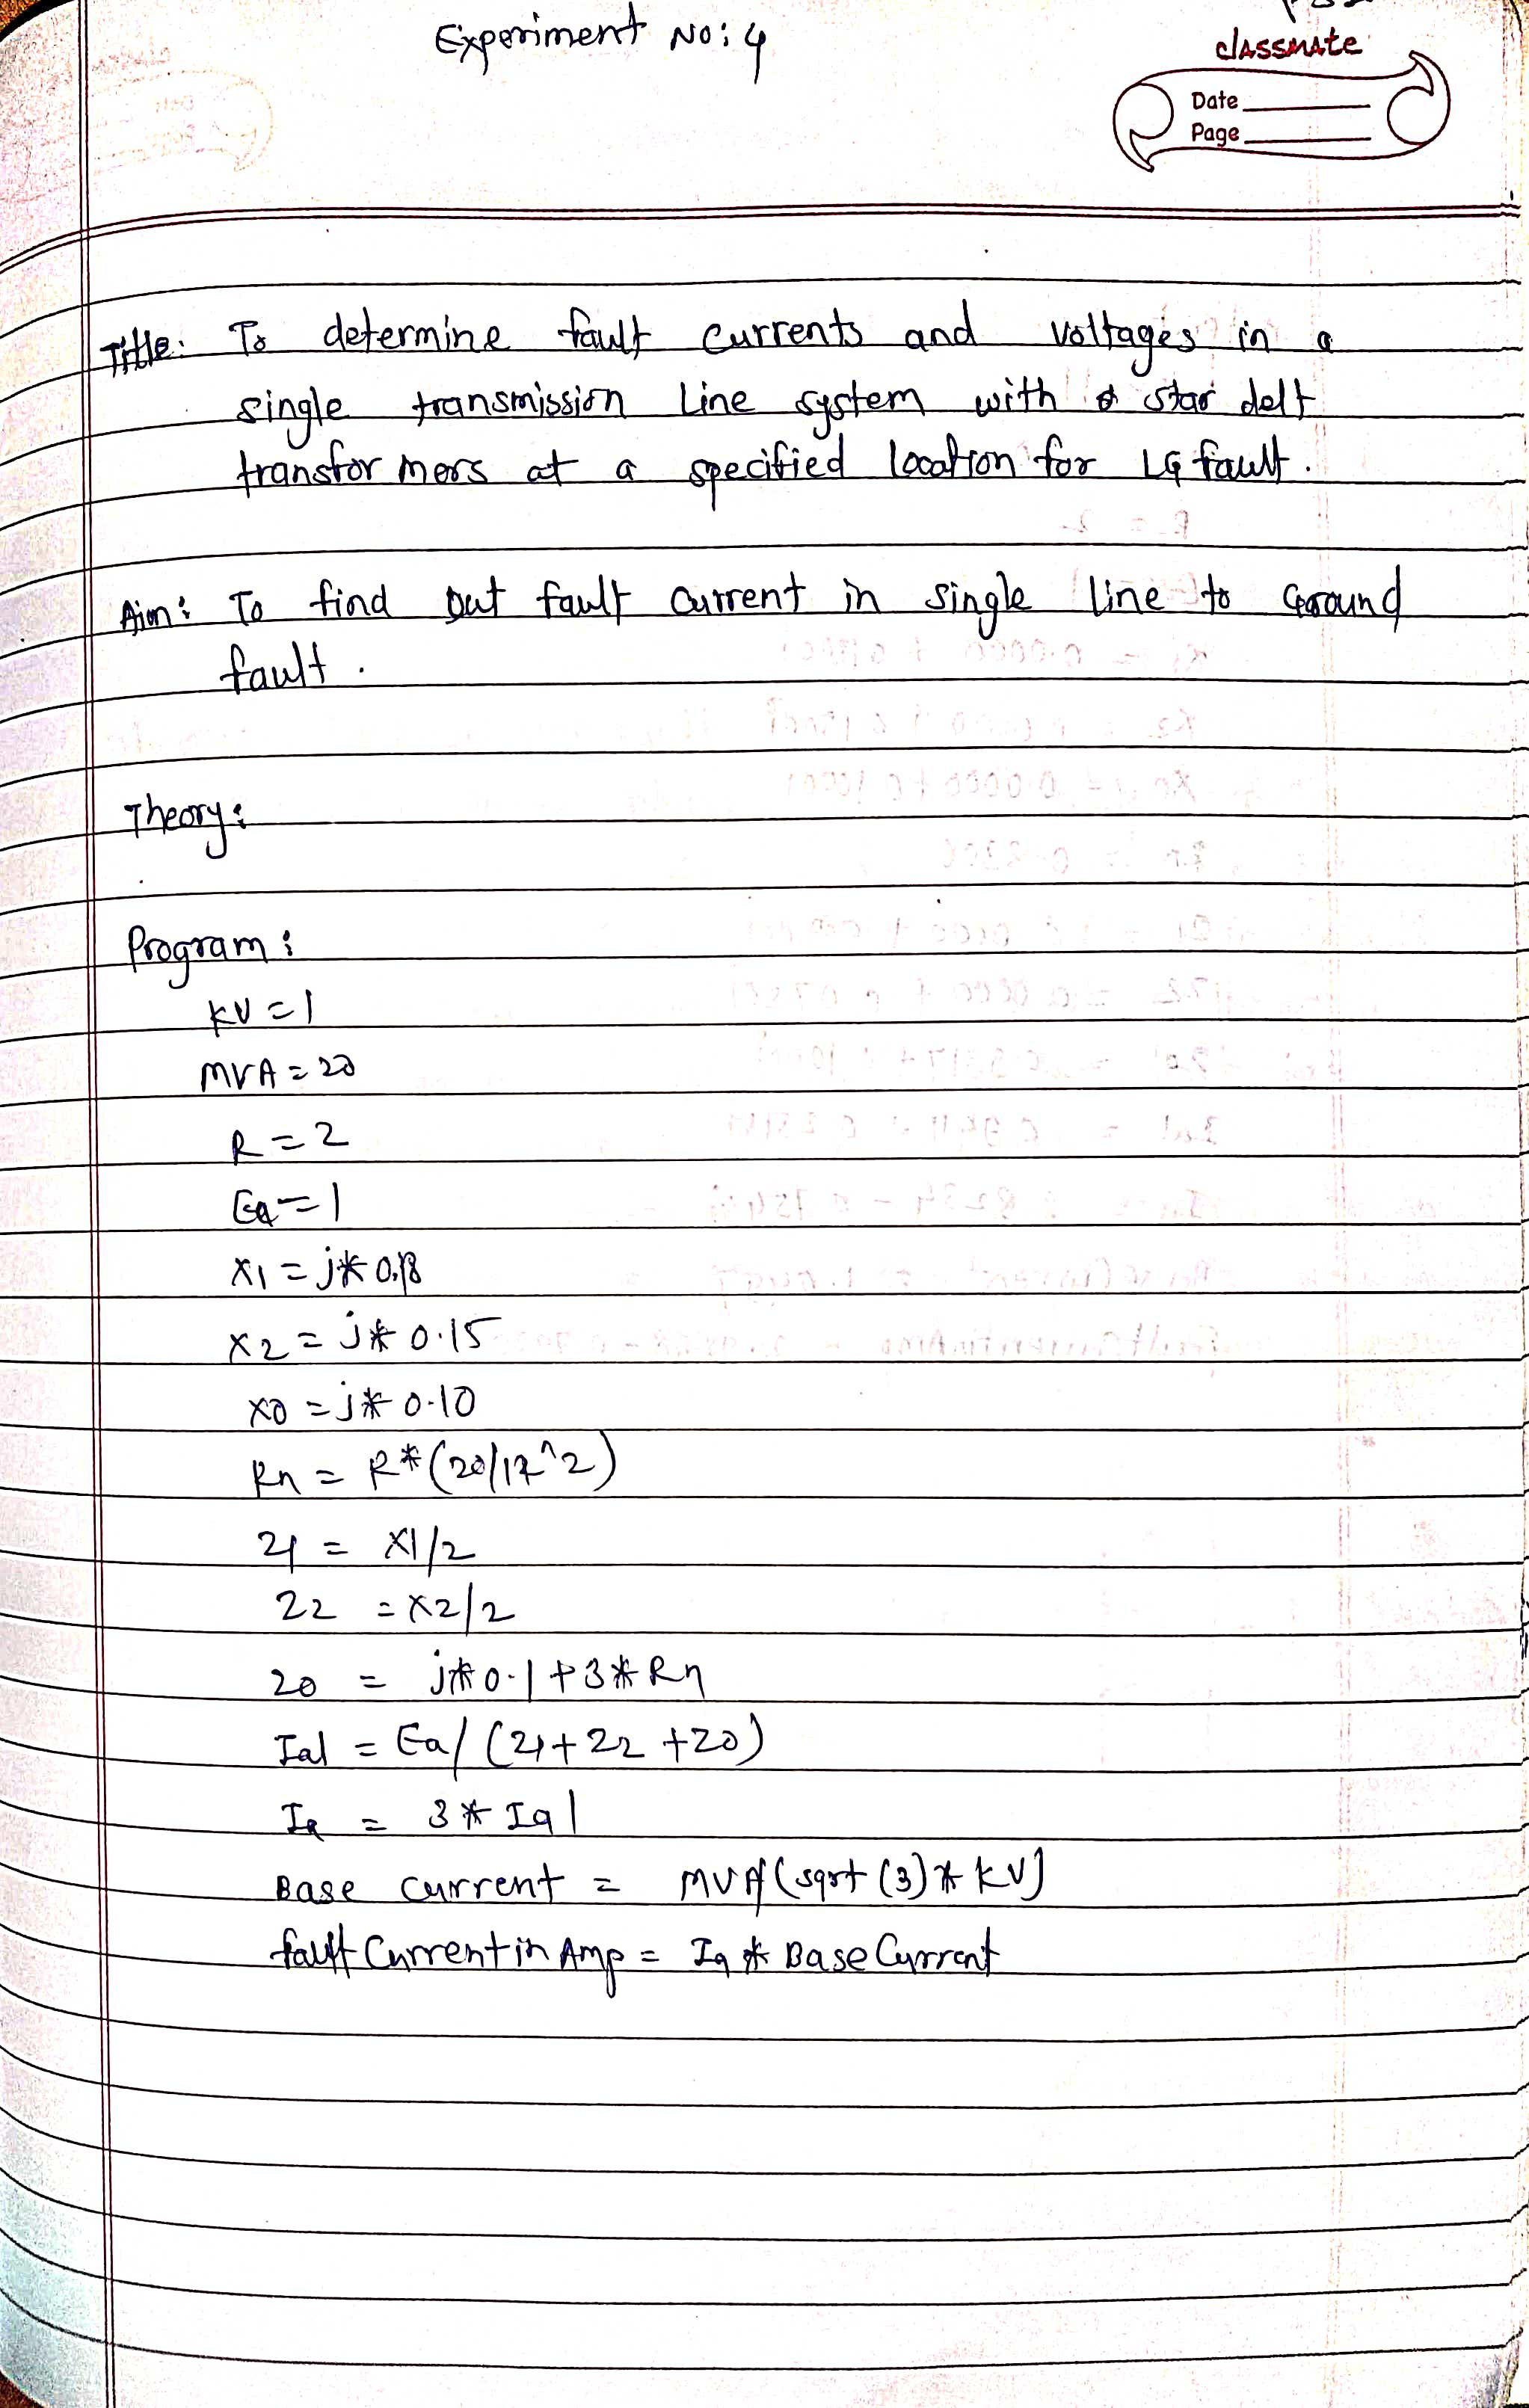 Experiment No: 4
classmate
Date
Page
Title: To determine fault currents and voltages in a
single transmission Line system with star delt
transformers at a specified location for LG fault.
Aim: To find out fault current in single line to Ground
fault.
Theory:
Program:
KV = 1
MVA = 20
R = 2
Ea = 1
X1 = j* 0.18
X2 = j* 0.15
X0 = j* 0.10
Rn = R*(20/
Z1 = X1/2
Z2 = X2/2
Z0 = j*0.1+3*Rn
Ia1 = Ea/(Z1+Z2+Z0)
Ia = 3*Ia1
Base current = MVA/(sqrt(3)*KV)
fault Current in Amp = Ia * Base Current